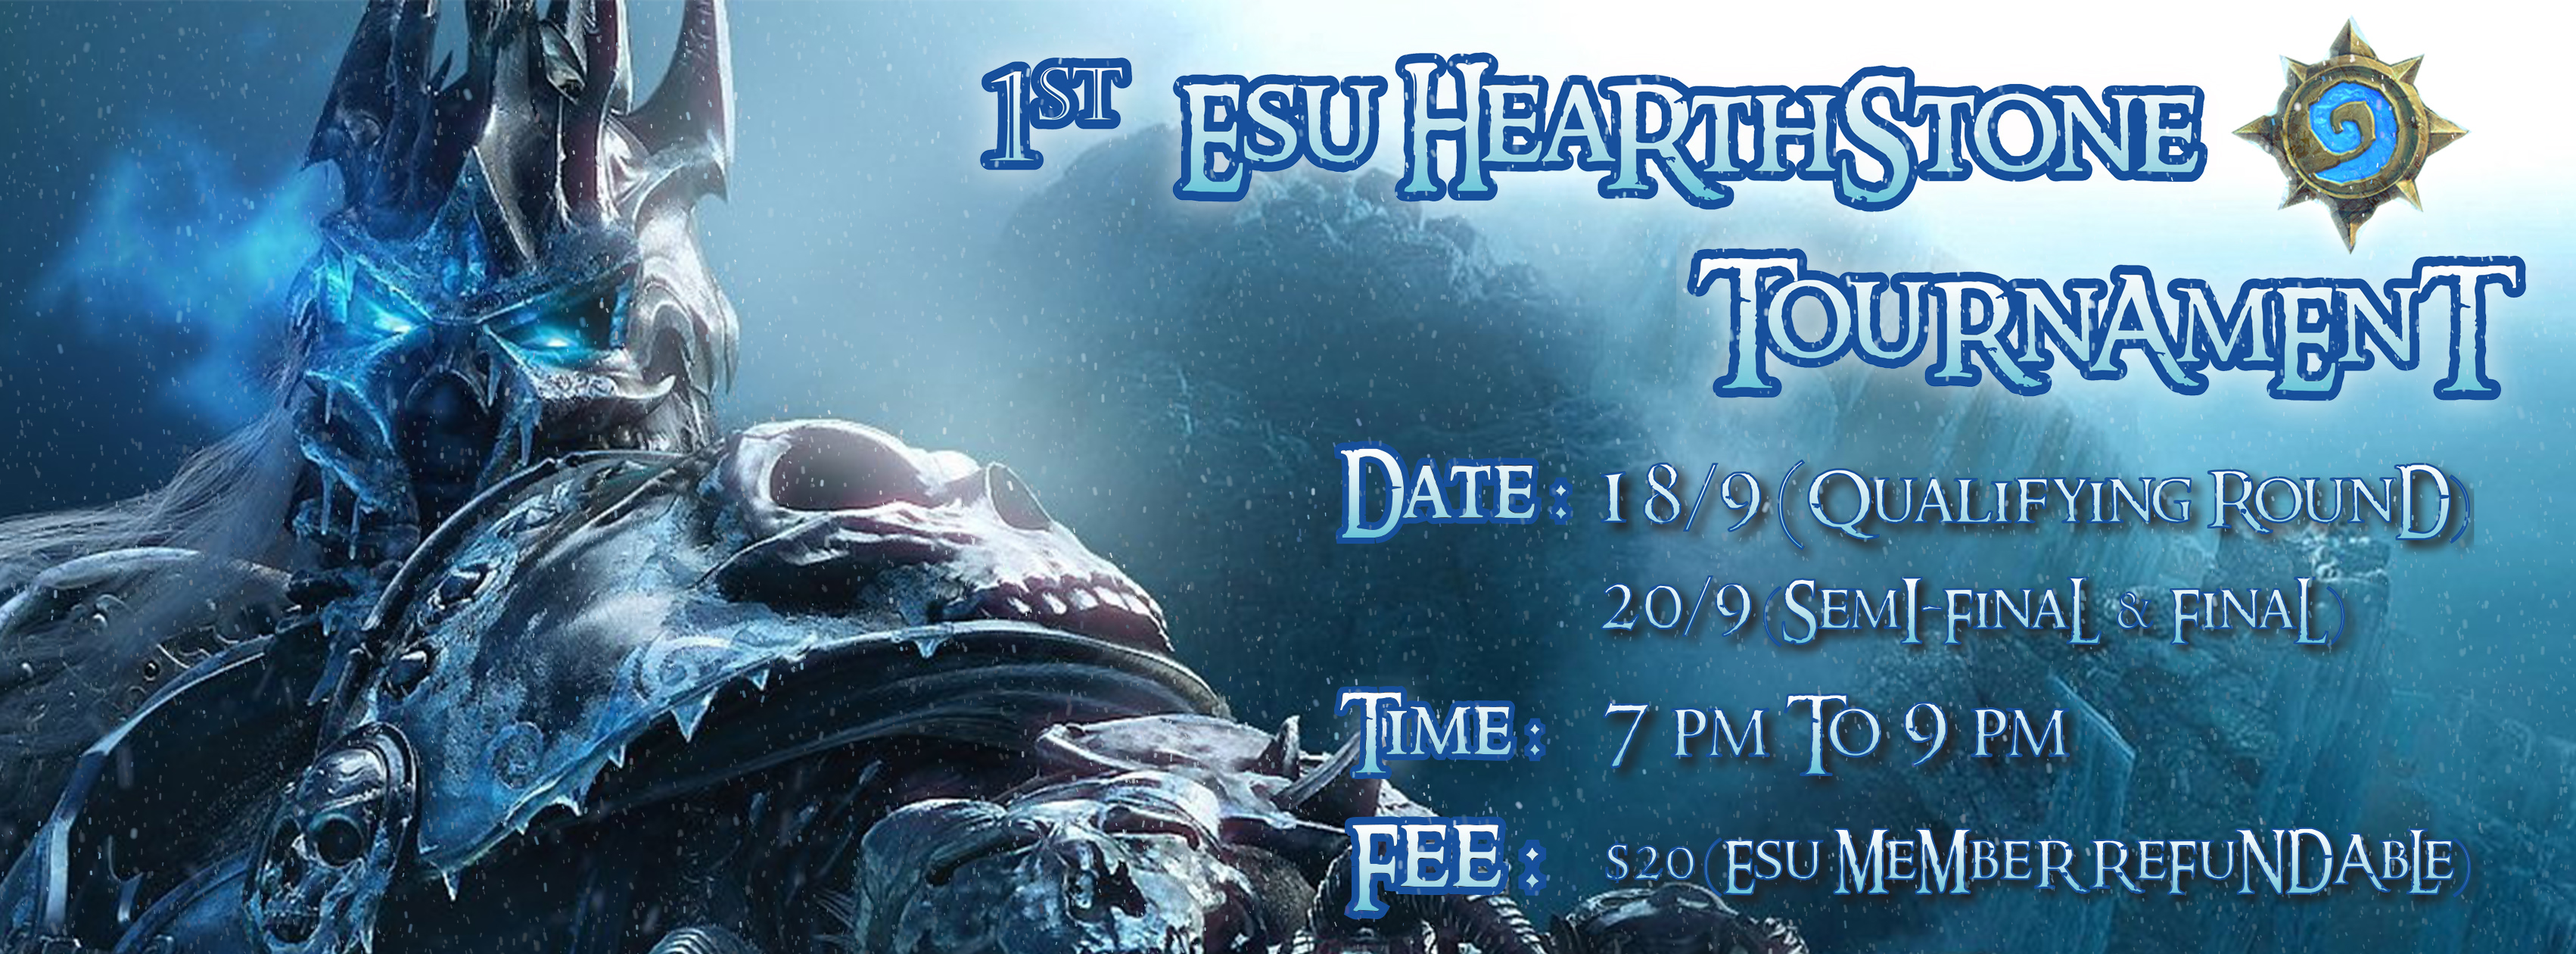 1ST ESU HEARTHSTONE
TOURNAMENT
DATE: 18/9 (QUALIFYING ROUND)
20/9 (SEMI-FINAL & FINAL)
TIME: 7 PM TO 9 PM
FEE: $20 (ESU MEMBER REFUNDABLE)